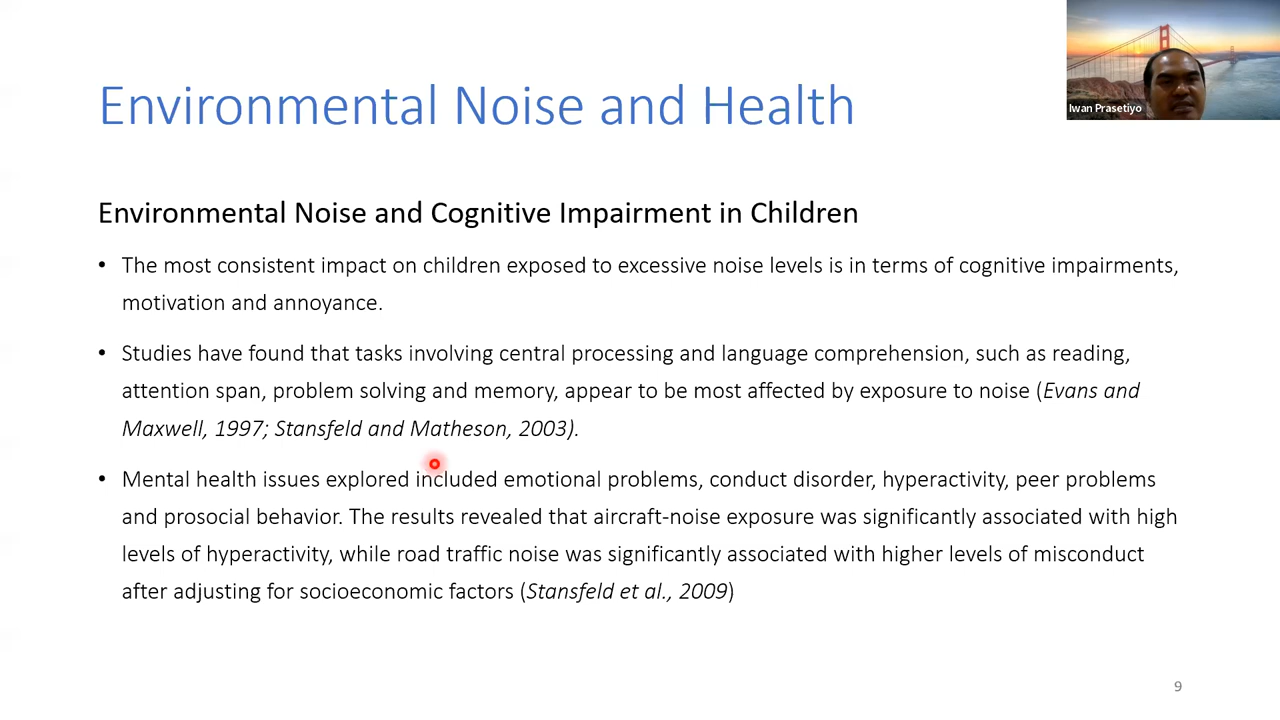 Environmental Noise and Health
Iwan Prasetiyo
Environmental Noise and Cognitive Impairment in Children
• The most consistent impact on children exposed to excessive noise levels is in terms of cognitive impairments,
motivation and annoyance.
• Studies have found that tasks involving central processing and language comprehension, such as reading,
attention span, problem solving and memory, appear to be most affected by exposure to noise (Evans and
Maxwell, 1997; Stansfeld and Matheson, 2003).
• Mental health issues explored included emotional problems, conduct disorder, hyperactivity, peer problems
and prosocial behavior. The results revealed that aircraft-noise exposure was significantly associated with high
levels of hyperactivity, while road traffic noise was significantly associated with higher levels of misconduct
after adjusting for socioeconomic factors (Stansfeld et al., 2009)
9